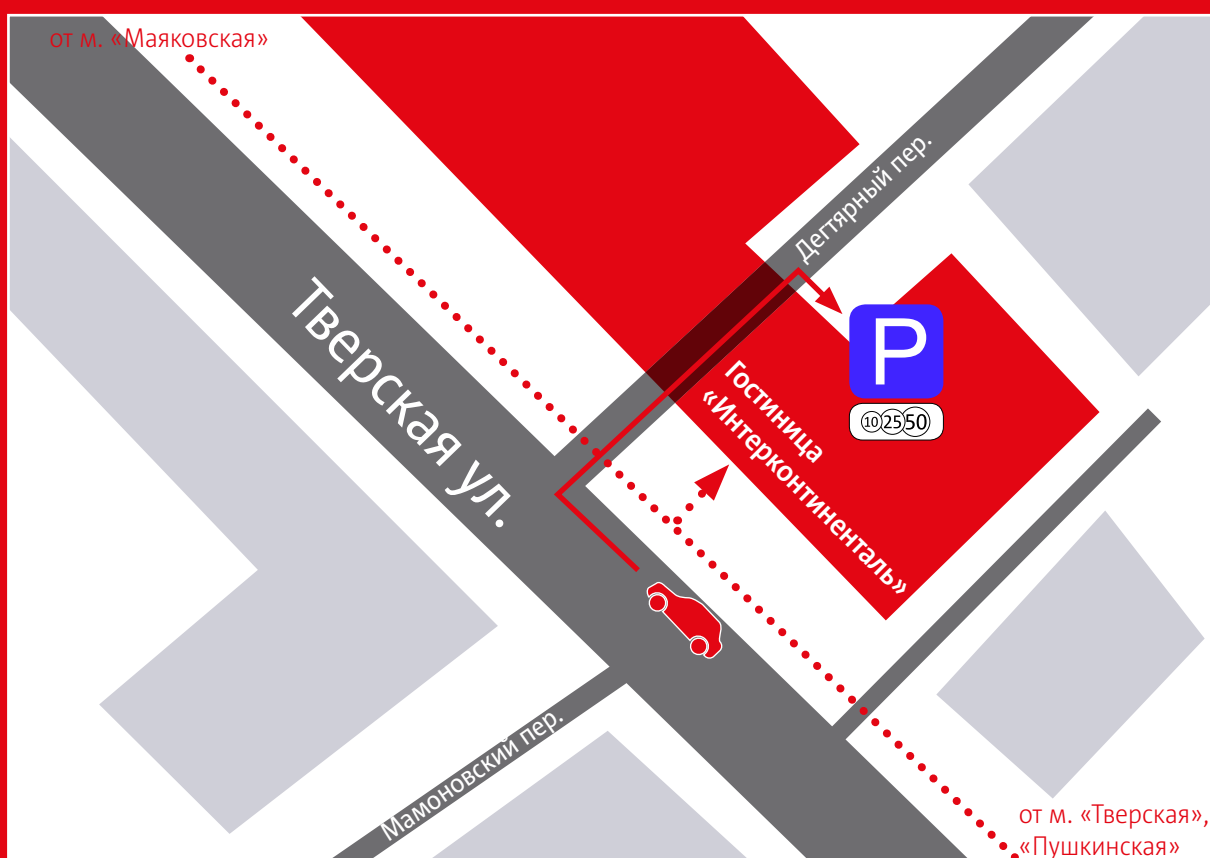 от м. «Маяковская»
Дегтярный пер.
Тверская ул.
P
10 25 50
Гостиница
«Интерконтиненталь»
Мамоновский пер.
от м. «Тверская»,
«Пушкинская»